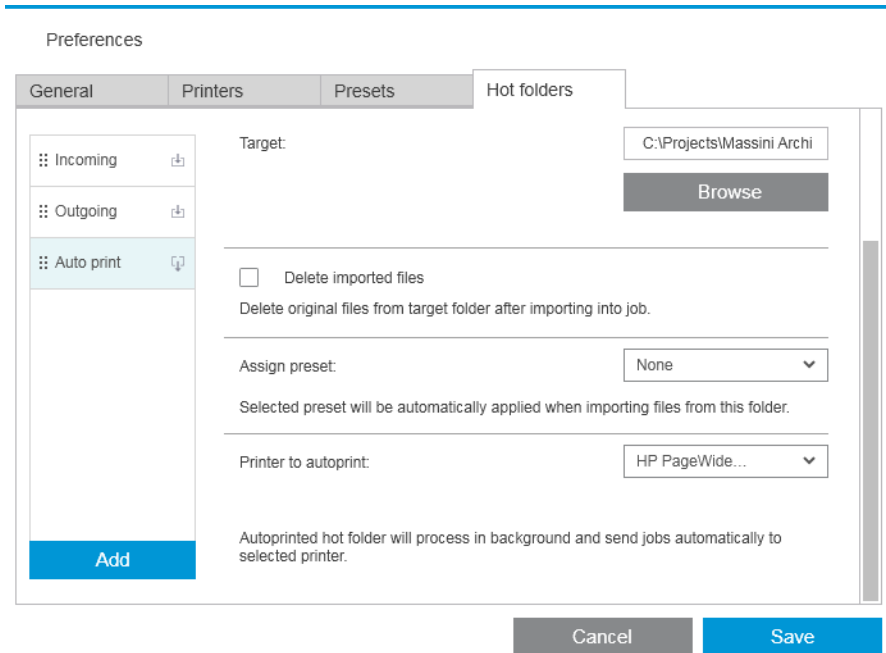 Preferences
General
Printers
Presets
Hot folders
Incoming
Outgoing
Auto print
Add
Target:
C:\Projects\Massini Archi
Browse
Delete imported files
Delete original files from target folder after importing into job.
Assign preset:
None
Selected preset will be automatically applied when importing files from this folder.
Printer to autoprint:
HP PageWide...
Autoprinted hot folder will process in background and send jobs automatically to
selected printer.
Cancel
Save